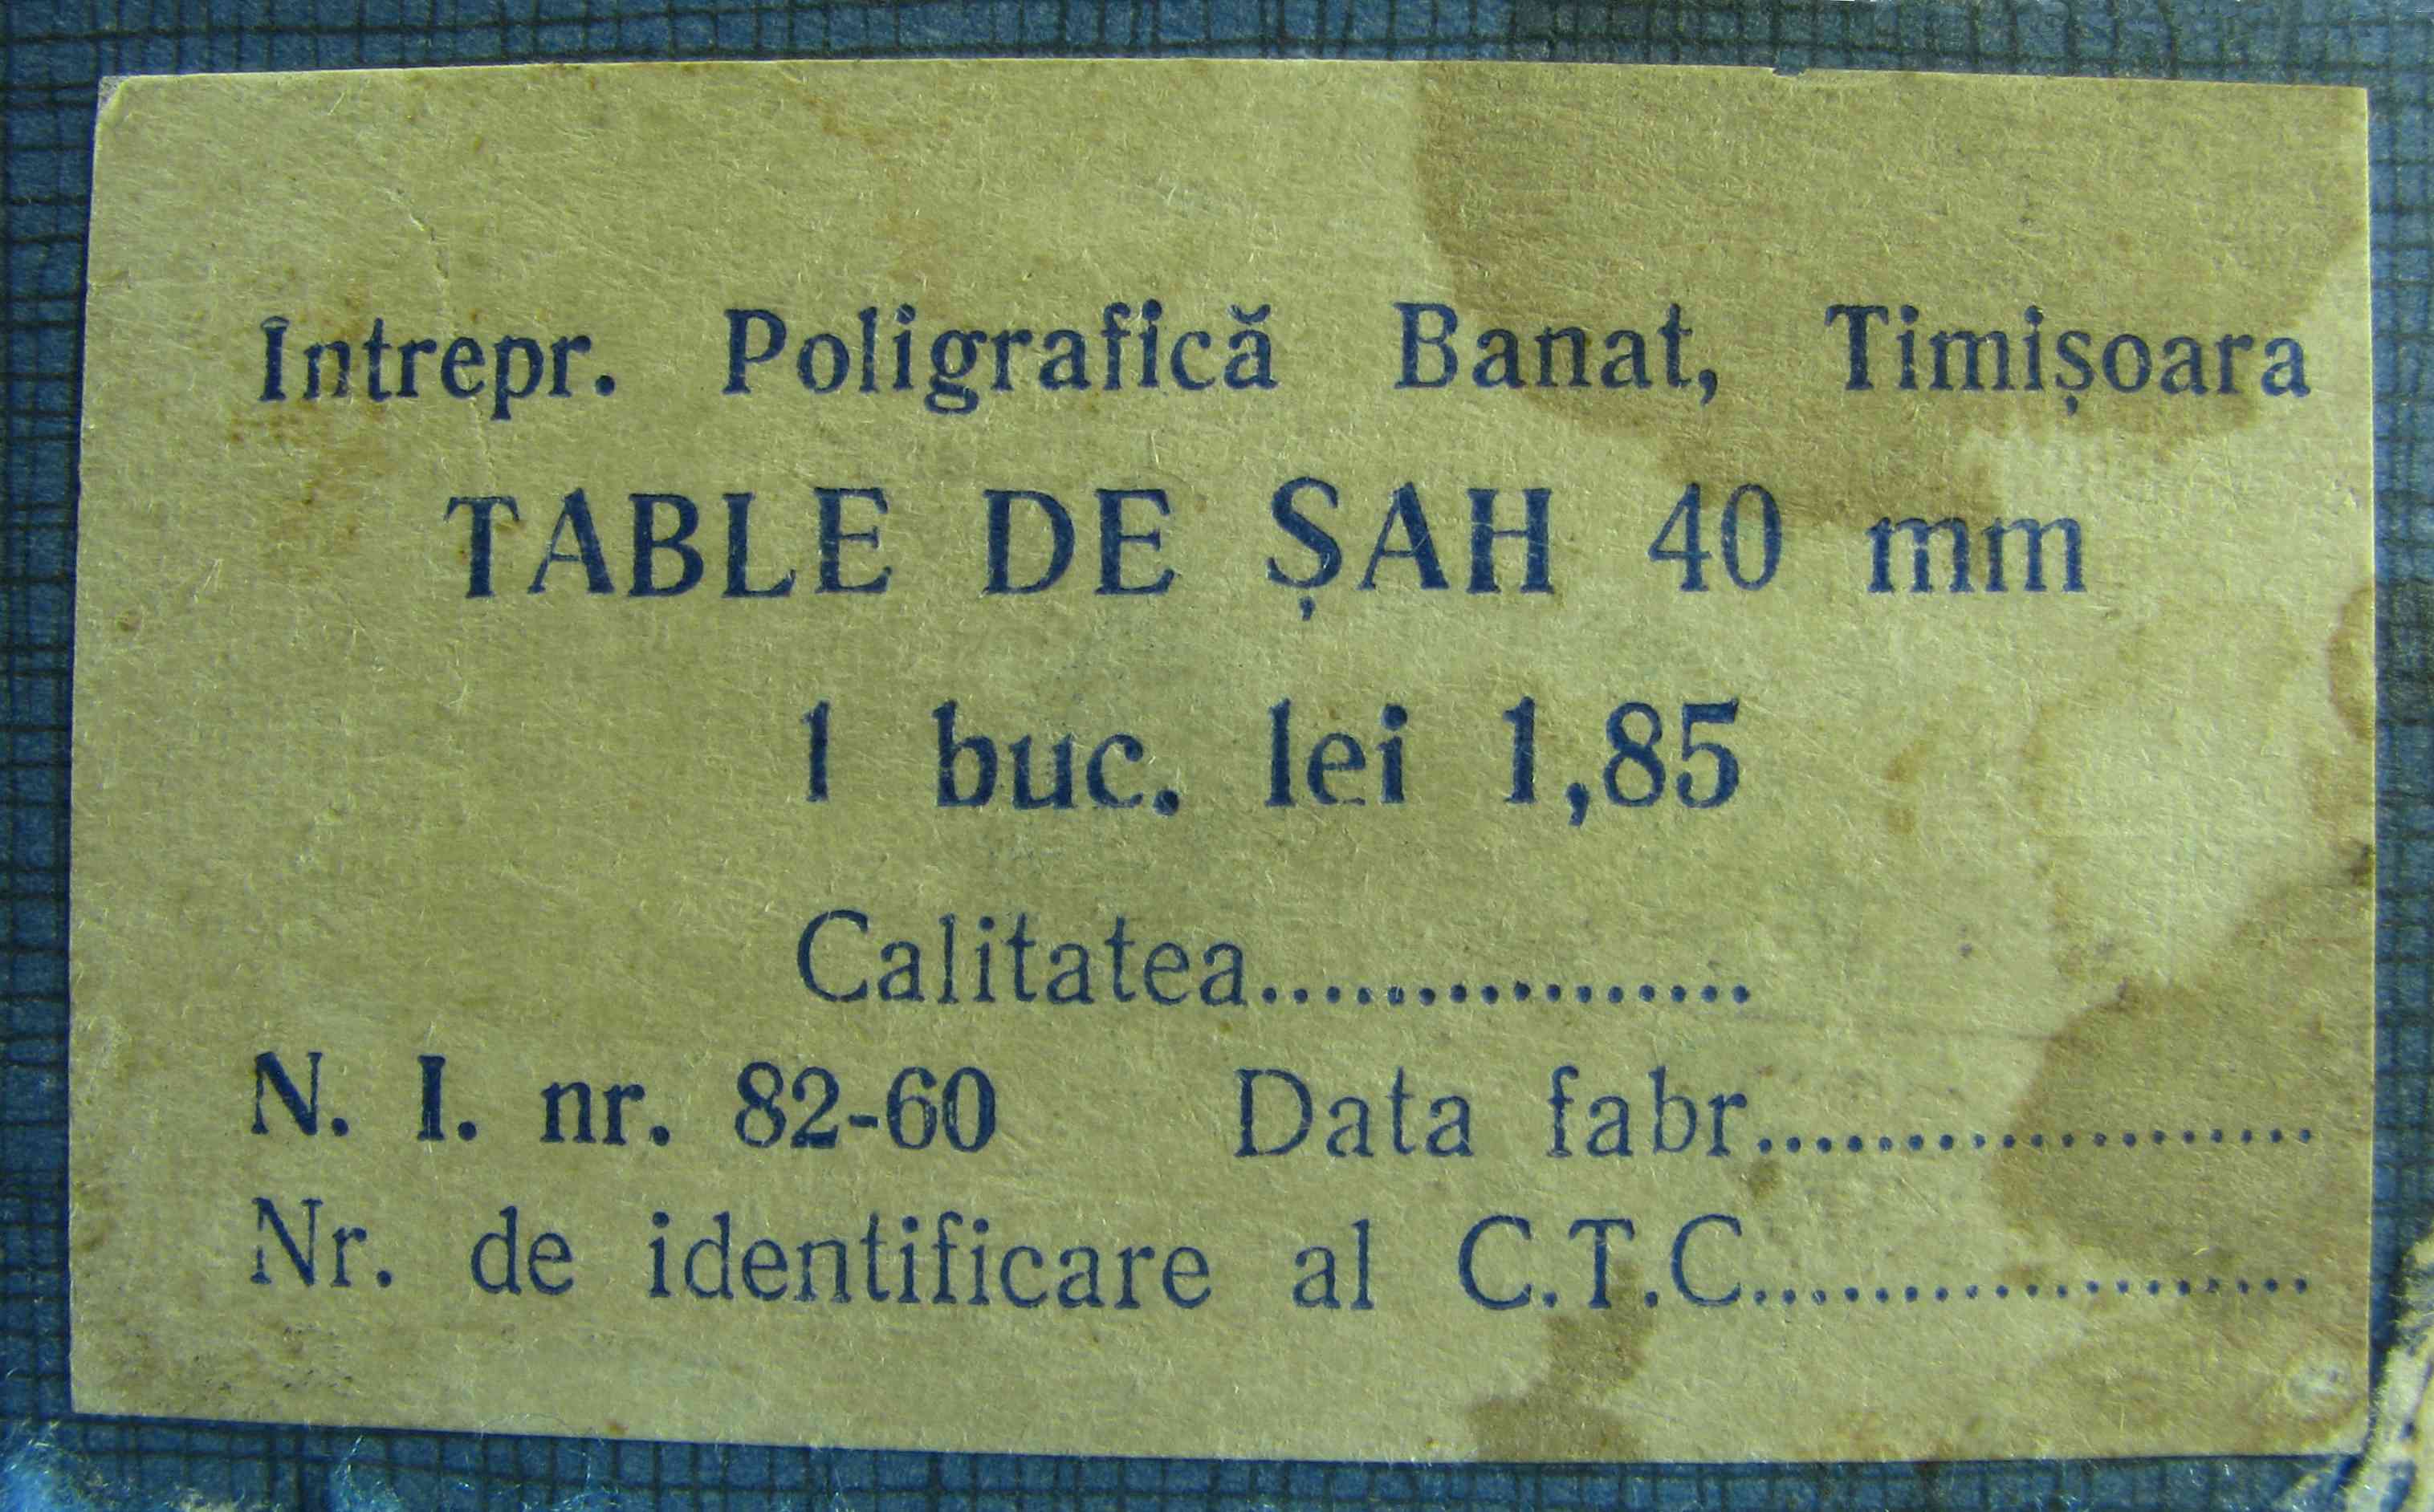 Întrepr. Poligrafică Banat, Timișoara
TABLE DE ȘAH 40 mm
1 buc. lei 1,85
Calitatea.................
N. I. nr. 82-60 Data fabr...................
Nr. de identificare al C.T.C...................